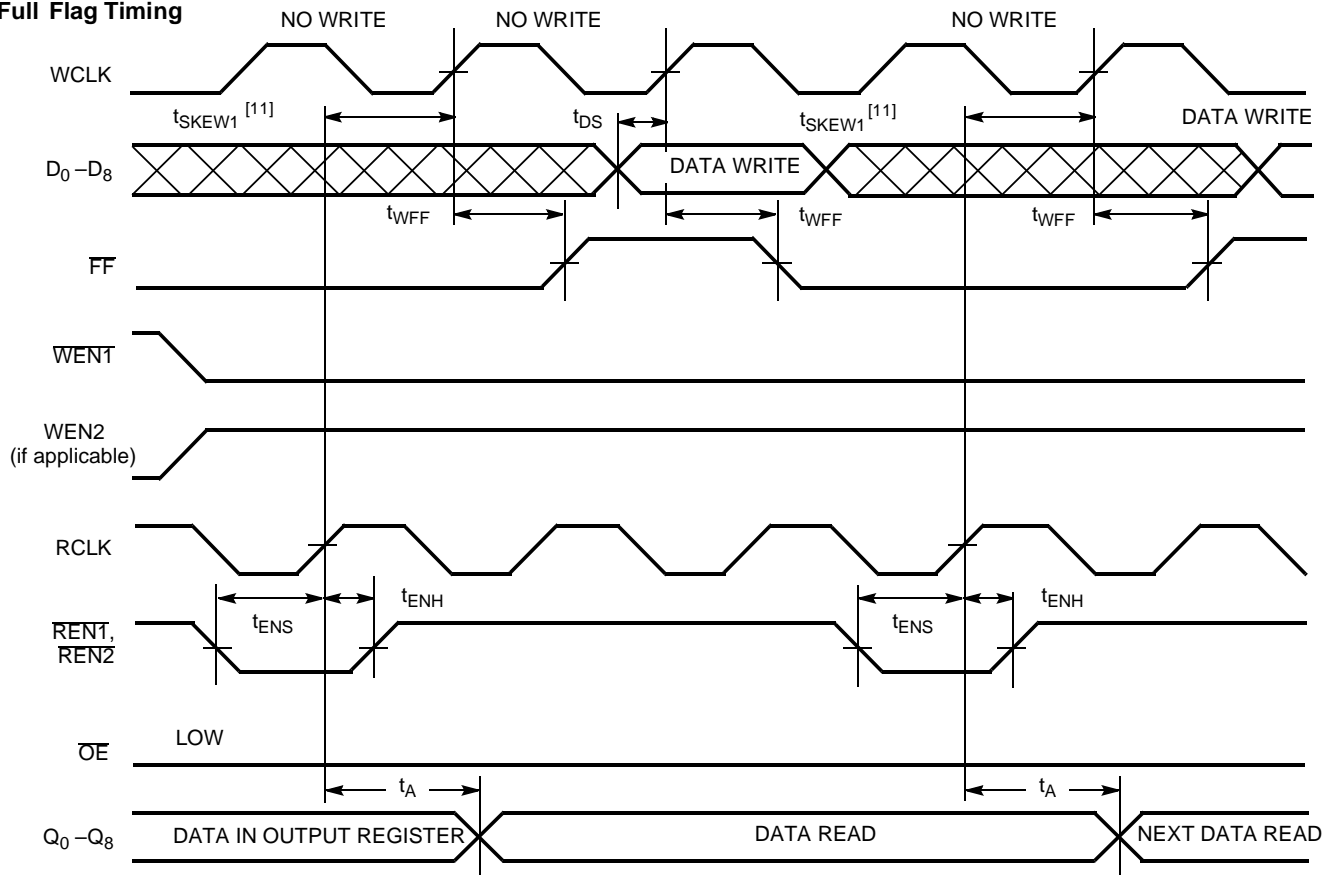 Full Flag Timing
NO WRITE NO WRITE NO WRITE
WCLK
tSKEW1 [11] tDS tSKEW1 [11] DATA WRITE
D0 –D8 DATA WRITE
tWFF tWFF tWFF
FF
WEN1
WEN2
(if applicable)
RCLK
tENH tENH
tENS tENS
REN1,
REN2
LOW
OE
tA tA
Q0 –Q8 DATA IN OUTPUT REGISTER DATA READ NEXT DATA READ